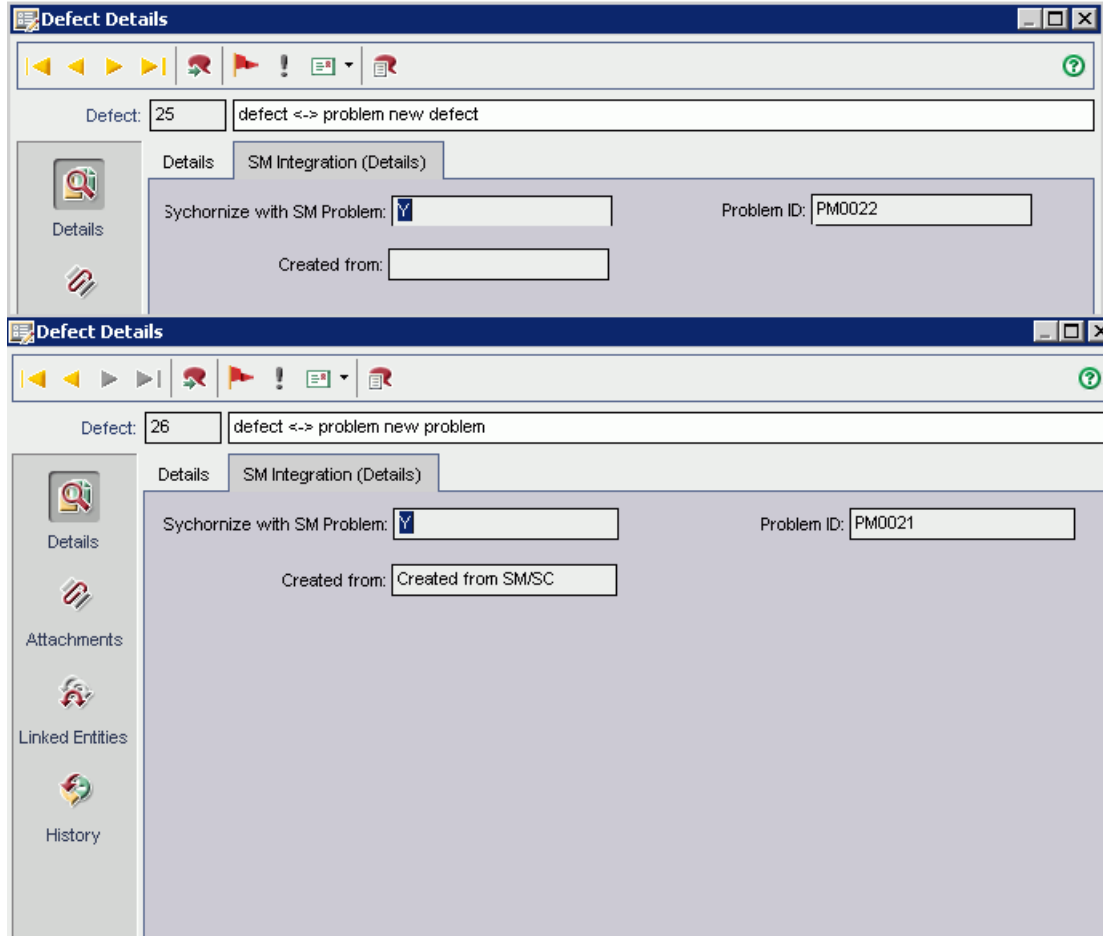 Defect Details
Defect: 25 defect <-> problem new defect
Details SM Integration (Details)
Sychornize with SM Problem: Y Problem ID: PM0022
Details
Created from:
Defect Details
Defect: 26 defect <-> problem new problem
Details SM Integration (Details)
Sychornize with SM Problem: Y Problem ID: PM0021
Details
Created from: Created from SM/SC
Attachments
Linked Entities
History